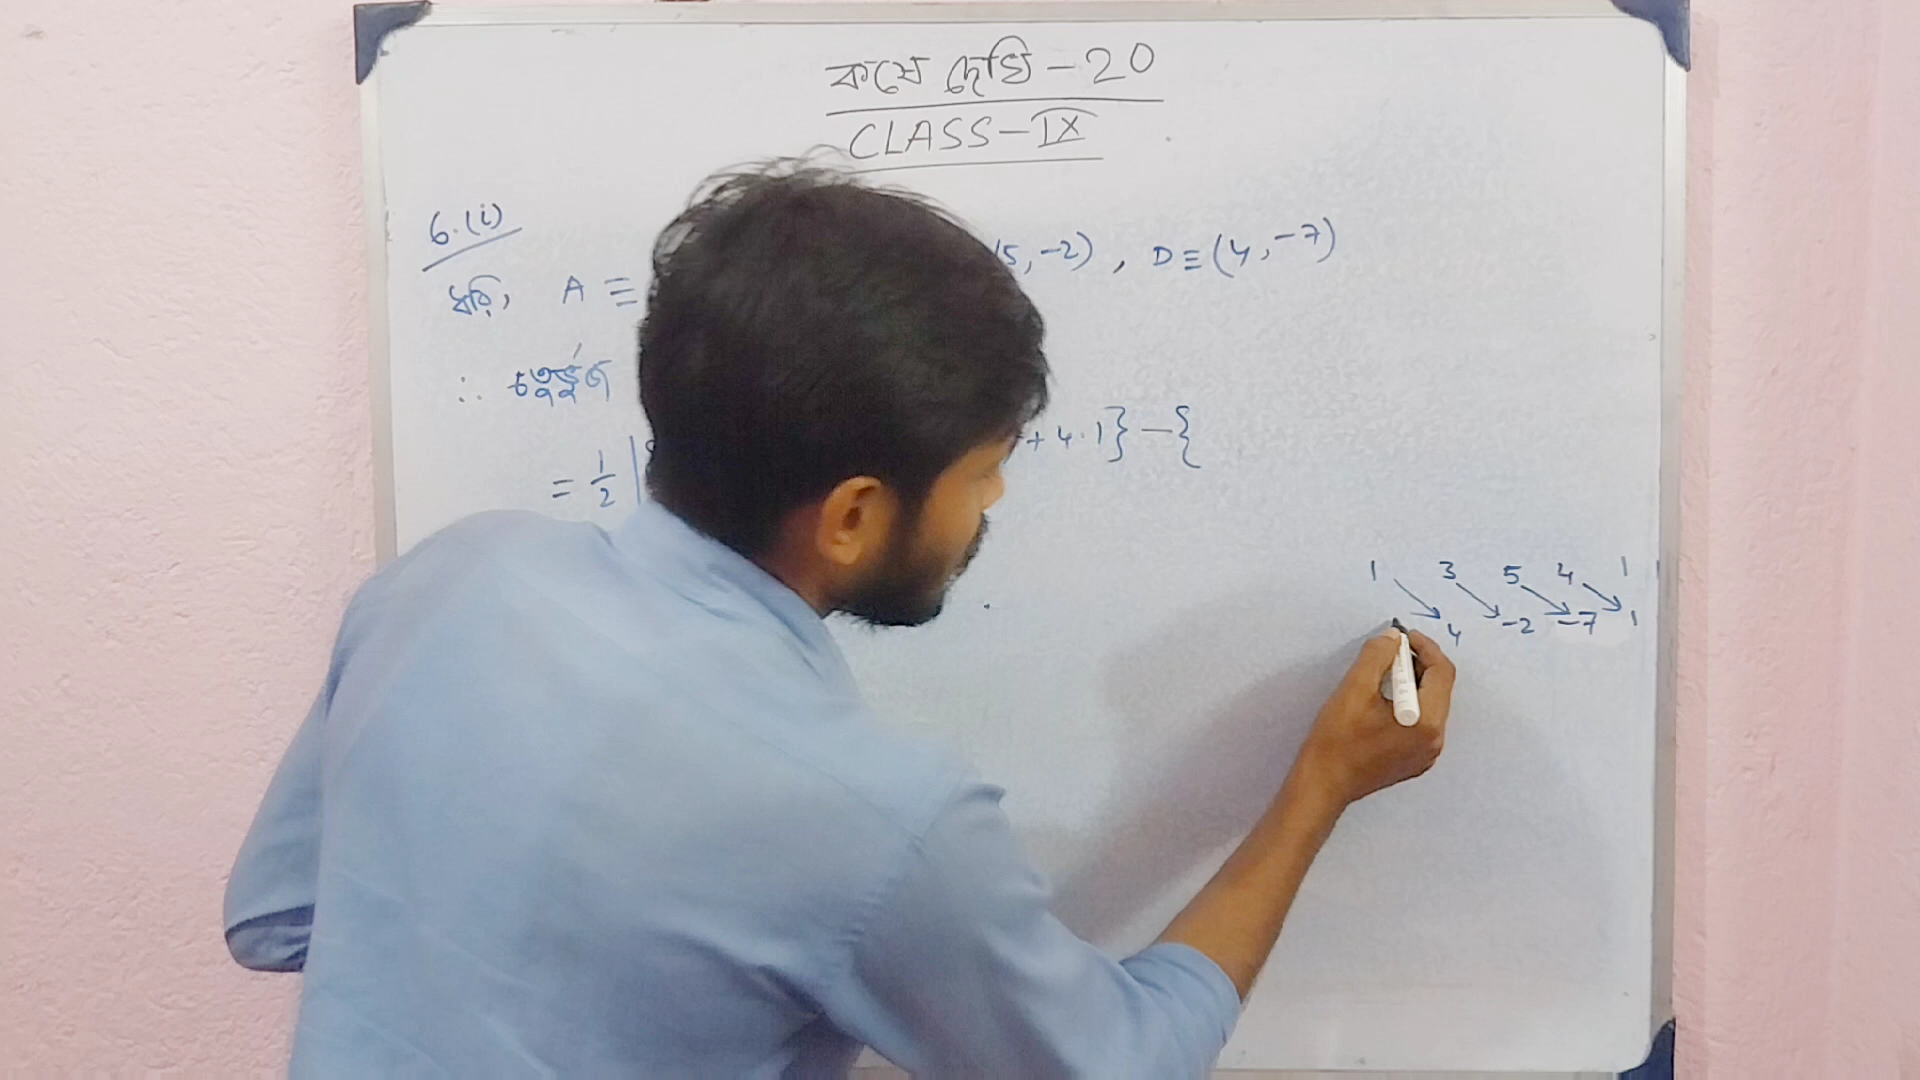 কষে দেখি - 20
CLASS - IX
6.(i)
ধরি, A ≡ 5, -2) , D ≡ (4, -7)
∴ চতুর্ভুজ
= 1/2 | + 4.1} - {
1 3 5 4 1
4 -2 -7 1